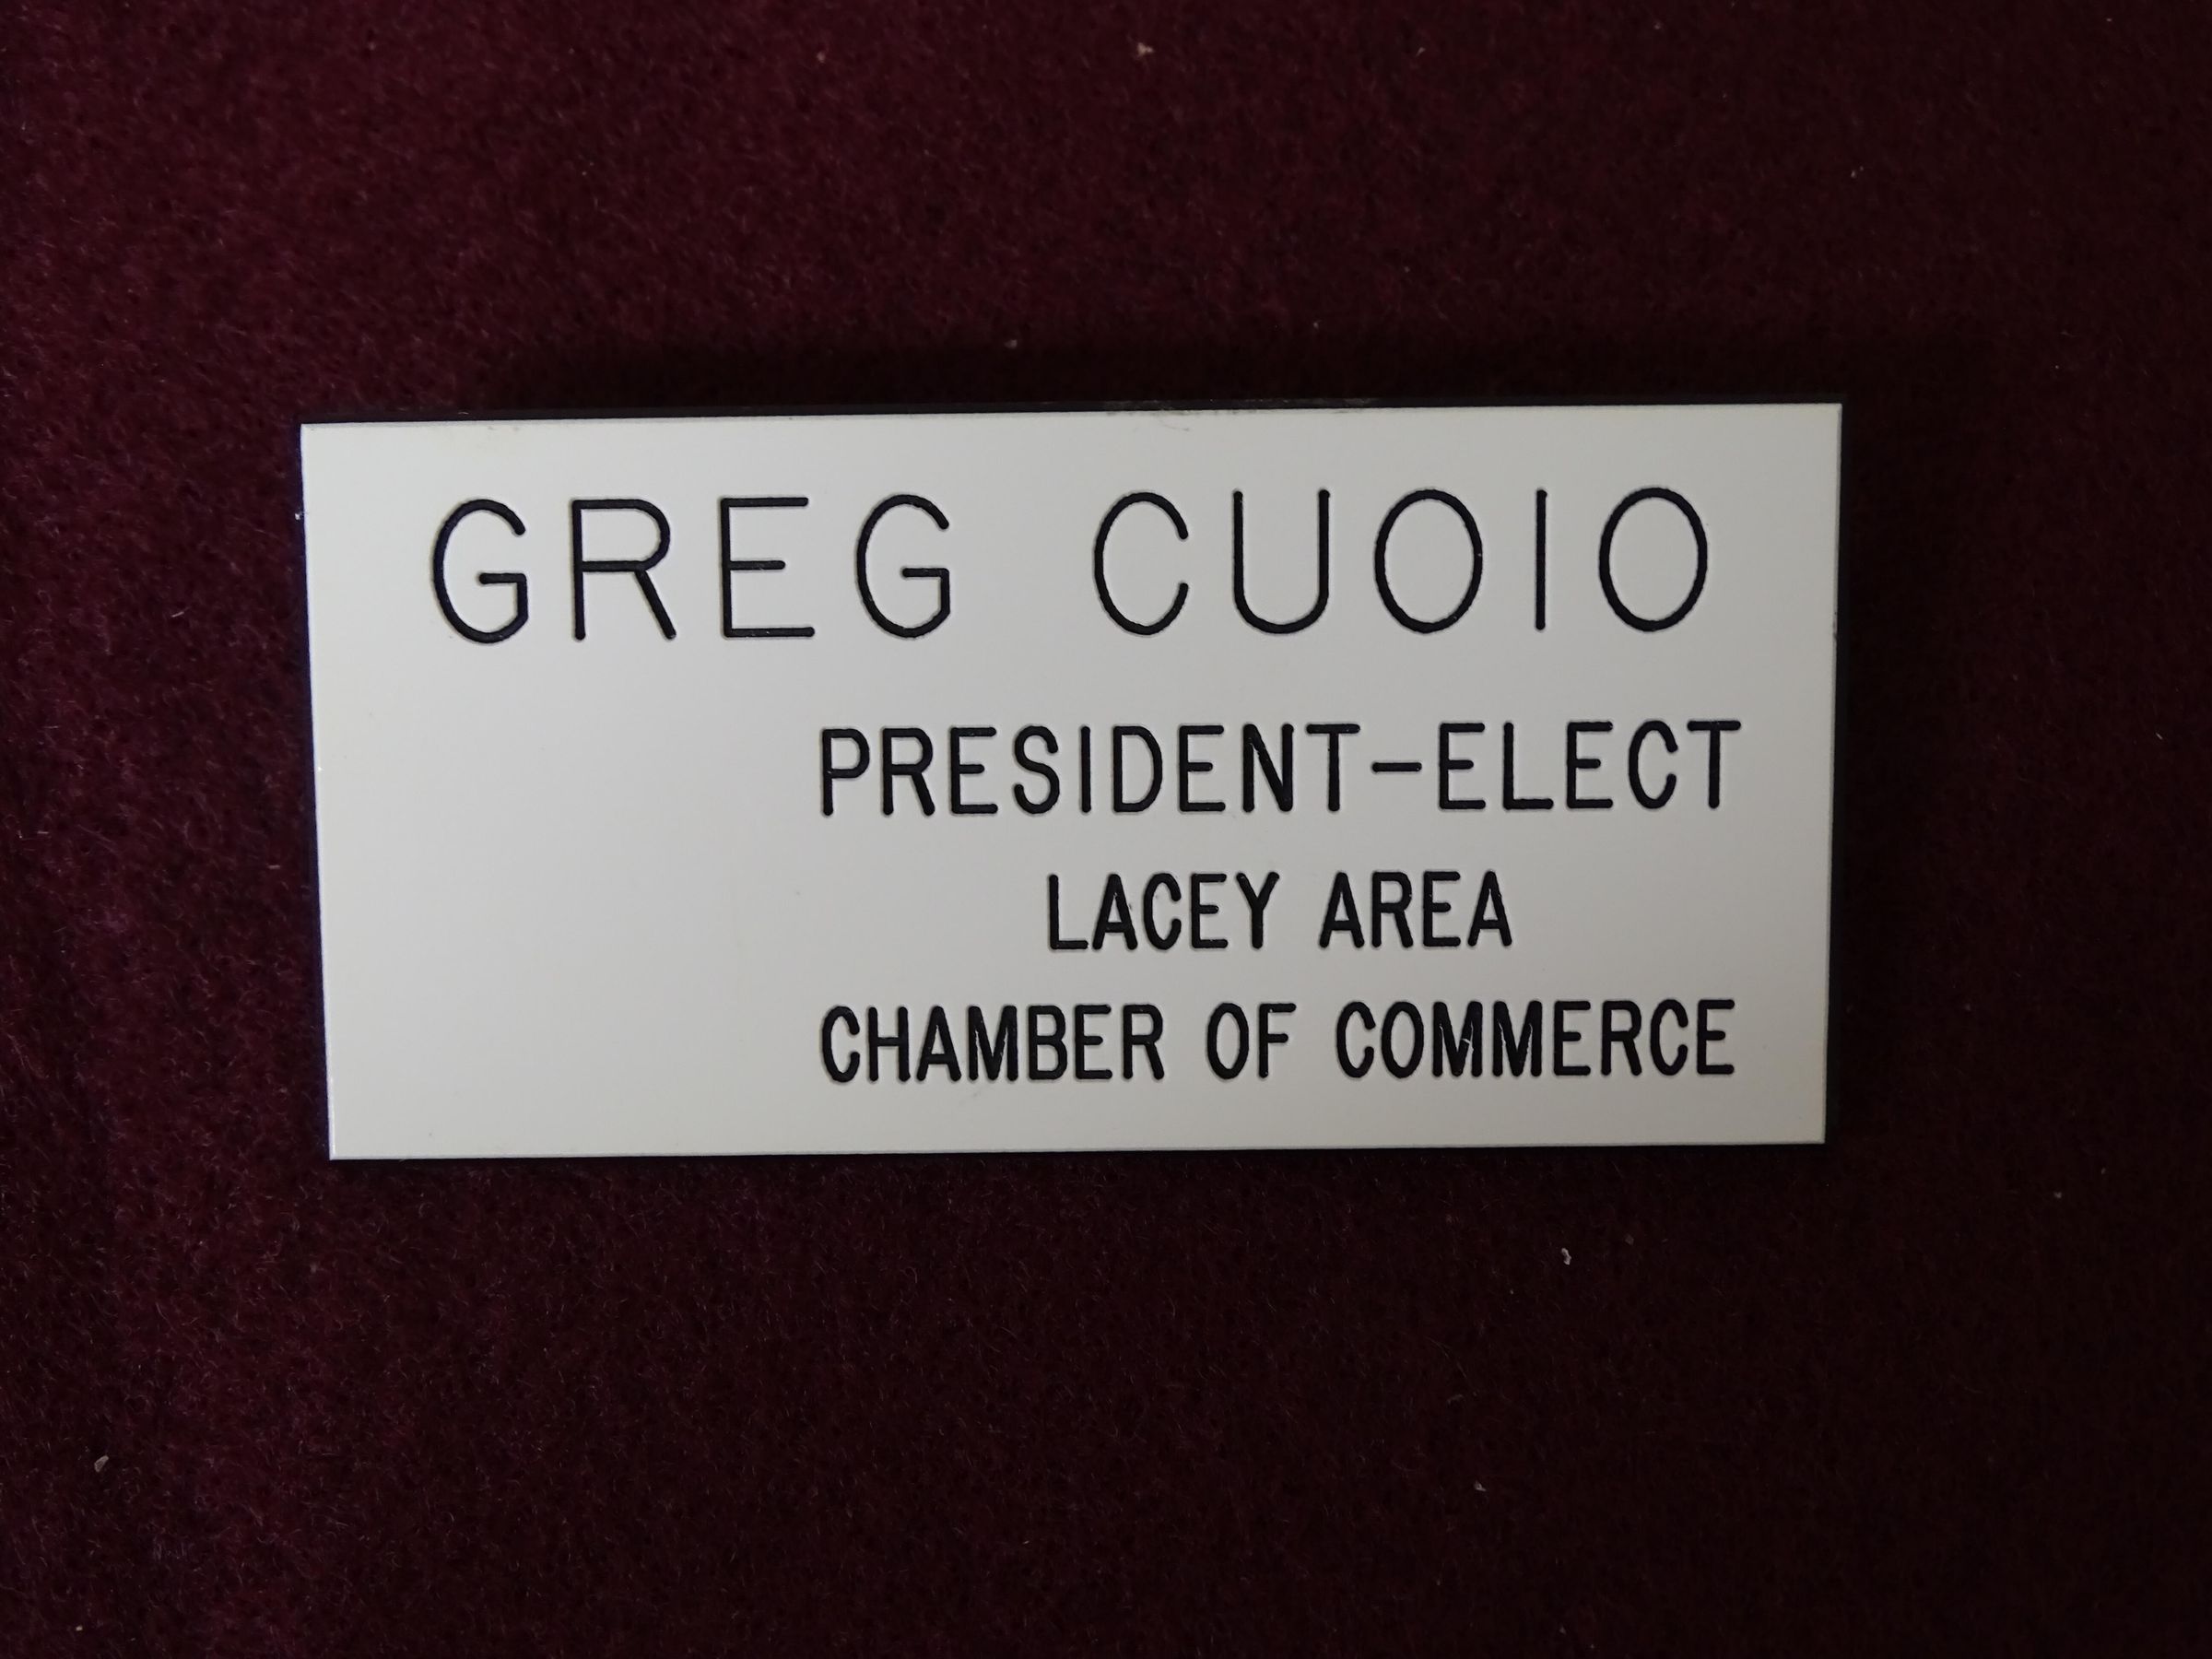 GREG CUOIO
PRESIDENT-ELECT
LACEY AREA
CHAMBER OF COMMERCE